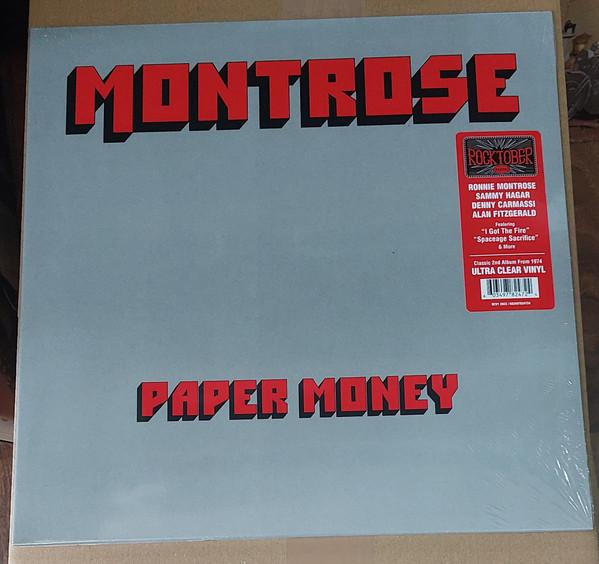 MONTROSE
ROCKTOBER
RONNIE MONTROSE
SAMMY HAGAR
DENNY CARMASSI
ALAN FITZGERALD
Featuring
"I Got The Fire"
"Spaceage Sacrifice"
& More
Classic 2nd Album From 1974
ULTRA CLEAR VINYL
PAPER MONEY